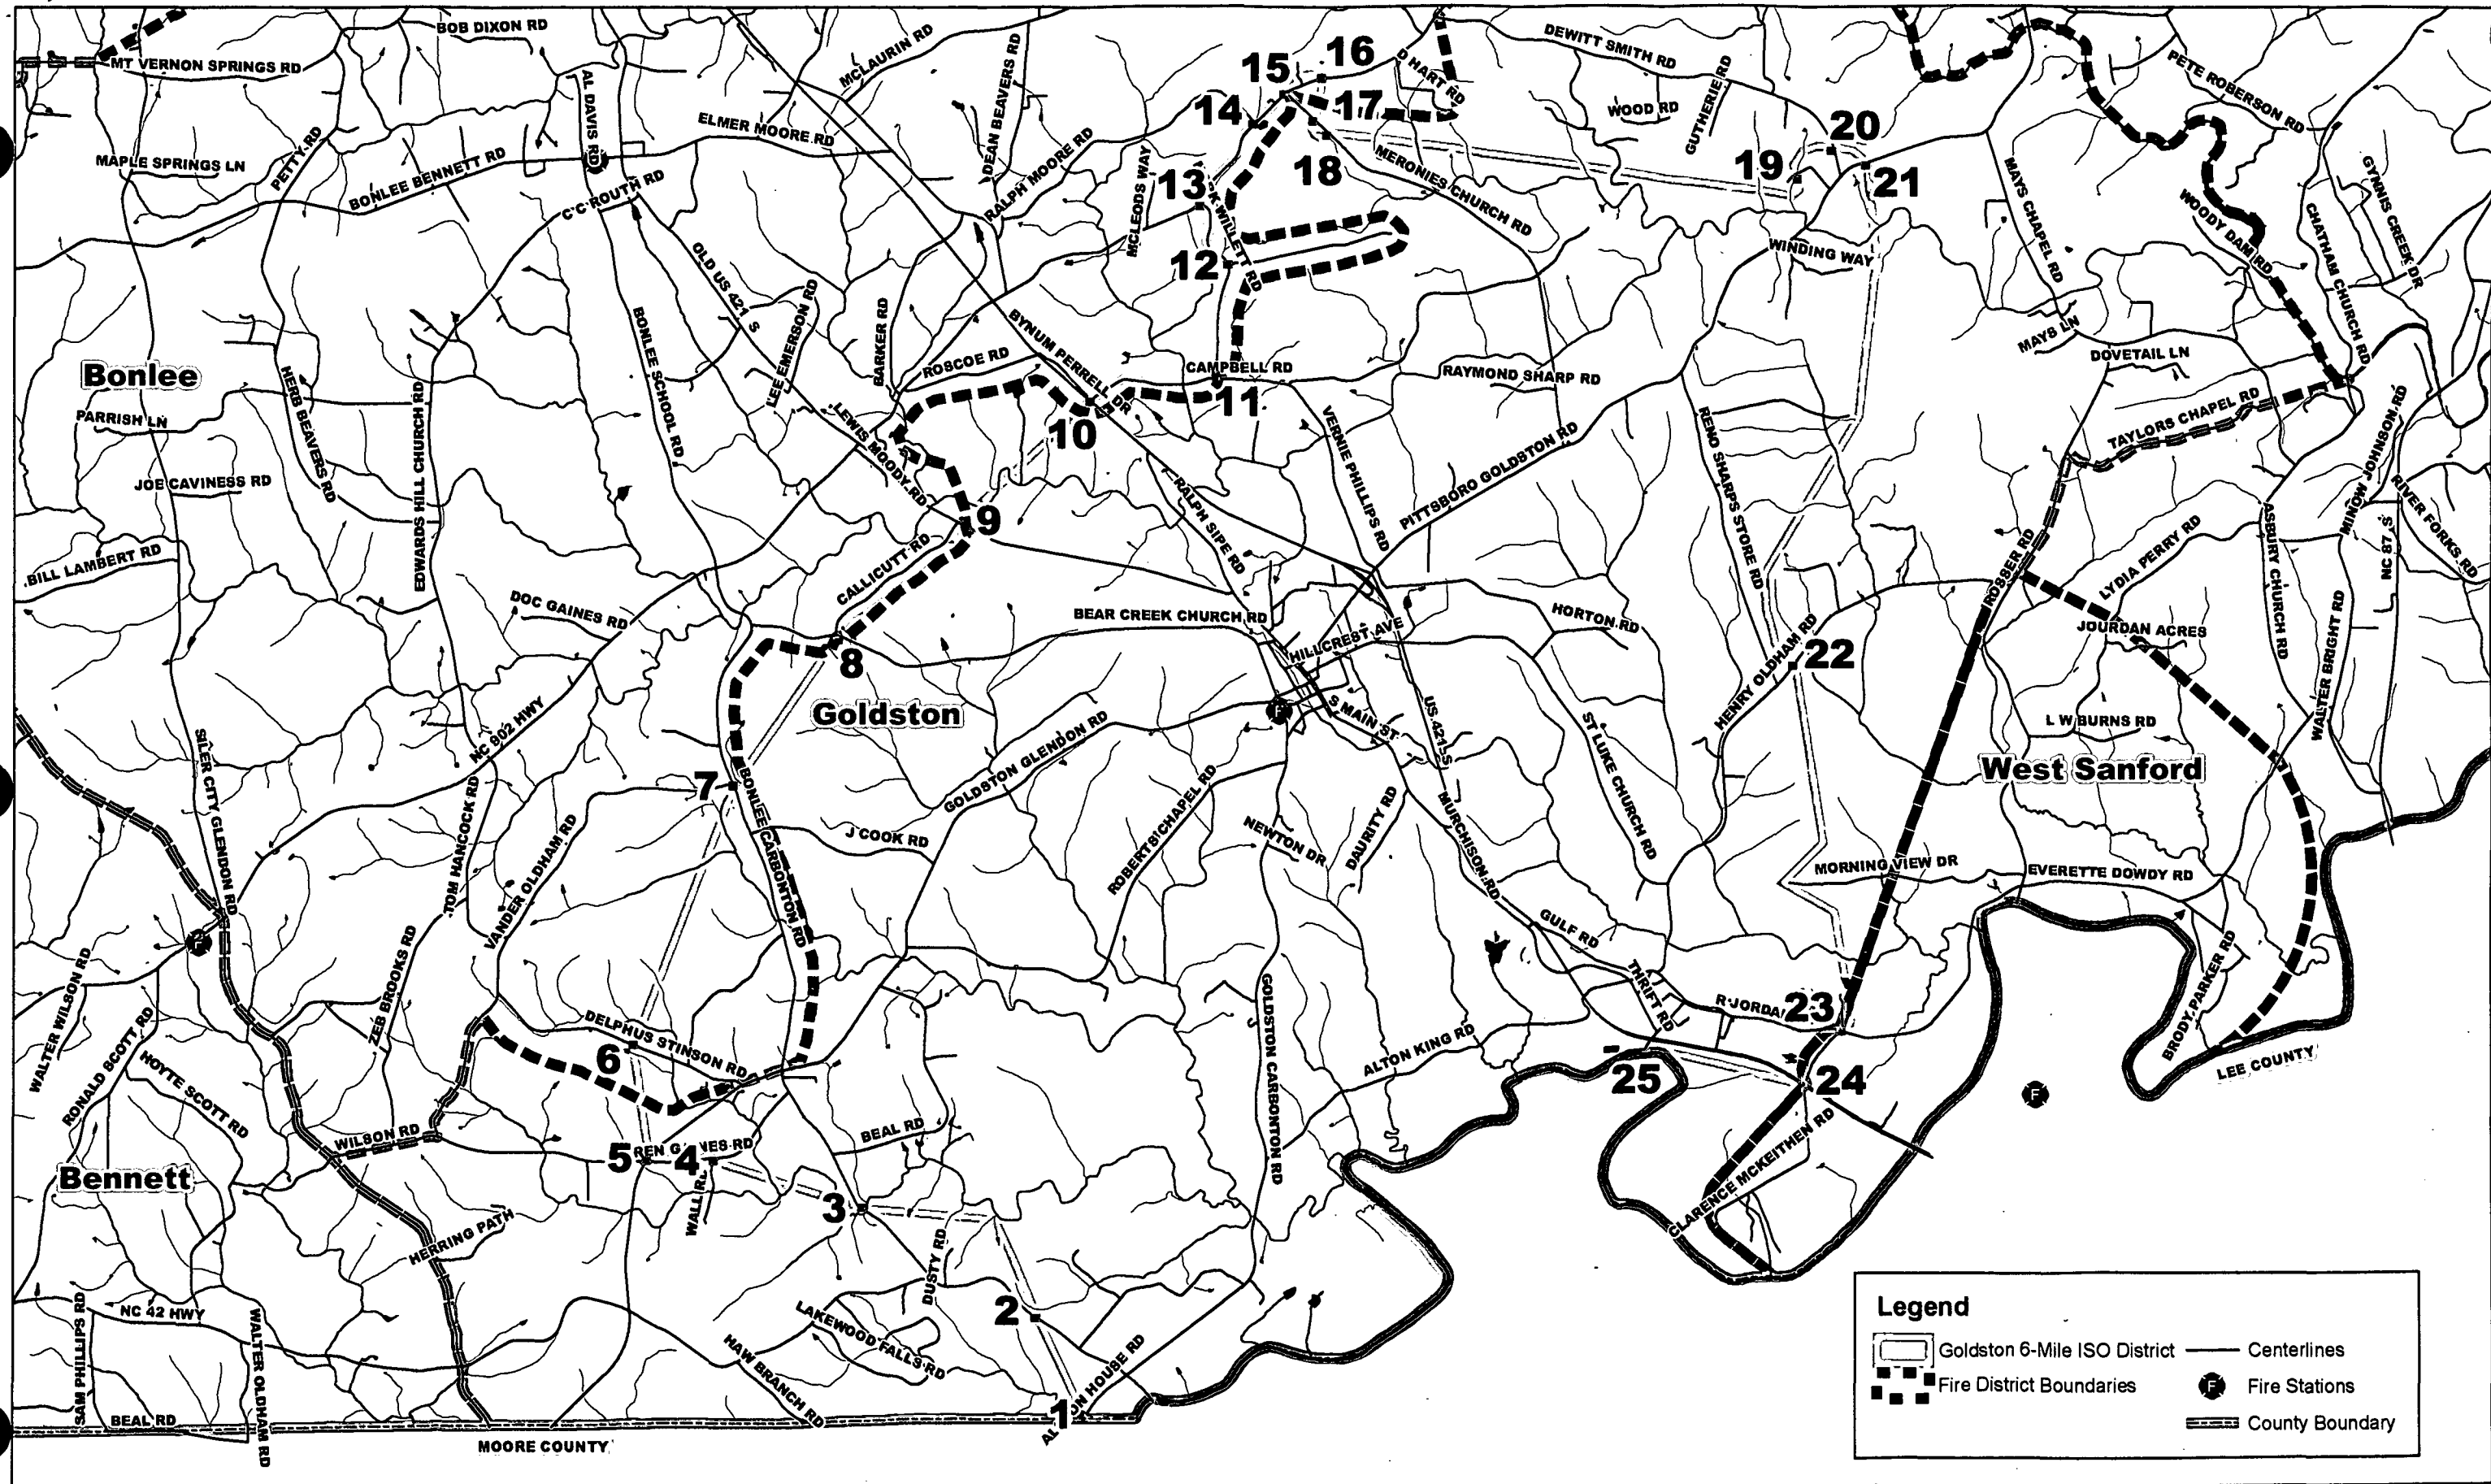 BOB DIXON RD
MT VERNON SPRINGS RD
AL DAVIS RD
MCLAURIN RD
DEAN BEAVERS RD
16
15
D HART RD
DEWITT SMITH RD
PETE ROBERSON RD
WOOD RD
GUTHERIE RD
14
17
20
ELMER MOORE RD
MAPLE SPRINGS LN
PETTY RD
BONLEE BENNETT RD
C C ROUTH RD
RALPH MOORE RD
MCLEODS WAY
13
18
MERONIES CHURCH RD
19
21
MAYS CHAPEL RD
WOODY DAM RD
CHATHAM CHURCH RD
GYNNIS CREEK DR
WINDING WAY
12
OLD US 421 S
LEE EMERSON RD
BARKER RD
BONLEE SCHOOL RD
BYNUM PERRELL DR
ROSCOE RD
CAMPBELL RD
11
RAYMOND SHARP RD
MAYS LN
DOVETAIL LN
Bonlee
HERB BEAVERS RD
EDWARDS HILL CHURCH RD
PARRISH LN
LEWIS MOODY RD
10
VERNIE PHILLIPS RD
PITTSBORO GOLDSTON RD
RENO SHARPS STORE RD
TAYLORS CHAPEL RD
MINOW JOHNSON RD
JOE CAVINESS RD
9
RALPH SIPE RD
RIVER FORKS RD
NC 87 S
ASBURY CHURCH RD
BILL LAMBERT RD
CALLICUTT RD
ROSSER RD
LYDIA PERRY RD
DOC GAINES RD
BEAR CREEK CHURCH RD
HILLCREST AVE
HORTON RD
HENRY OLDHAM RD
JOURDAN ACRES
WALTER BRIGHT RD
8
22
Goldston
F
S MAIN ST
US 421 S
ST LUKE CHURCH RD
L W BURNS RD
NC 902 HWY
SILER CITY GLENDON RD
West Sanford
7
BONLEE CARBONTON RD
GOLDSTON GLENDON RD
TOM HANCOCK RD
VANDER OLDHAM RD
J COOK RD
ROBERTS CHAPEL RD
NEWTON DR
DAURITY RD
MURCHISON RD
MORNING VIEW DR
EVERETTE DOWDY RD
F
GULF RD
THRIFT RD
R JORDA
23
WALTER WILSON RD
RONALD SCOTT RD
HOYTE SCOTT RD
ZEB BROOKS RD
DELPHUS STINSON RD
6
GOLDSTON CARBONTON RD
ALTON KING RD
25
24
F
BRODY PARKER RD
LEE COUNTY
WILSON RD
5
4
BEAL RD
Bennett
CLARENCE MCKEITHEN RD
3
HERRING PATH
DUSTY RD
2
NC 42 HWY
SAM PHILLIPS RD
WALTER OLDHAM RD
LAKEWOOD FALLS RD
HAW BRANCH RD
1
BEAL RD
MOORE COUNTY
Legend
Goldston 6-Mile ISO District
Centerlines
Fire District Boundaries
F
Fire Stations
County Boundary